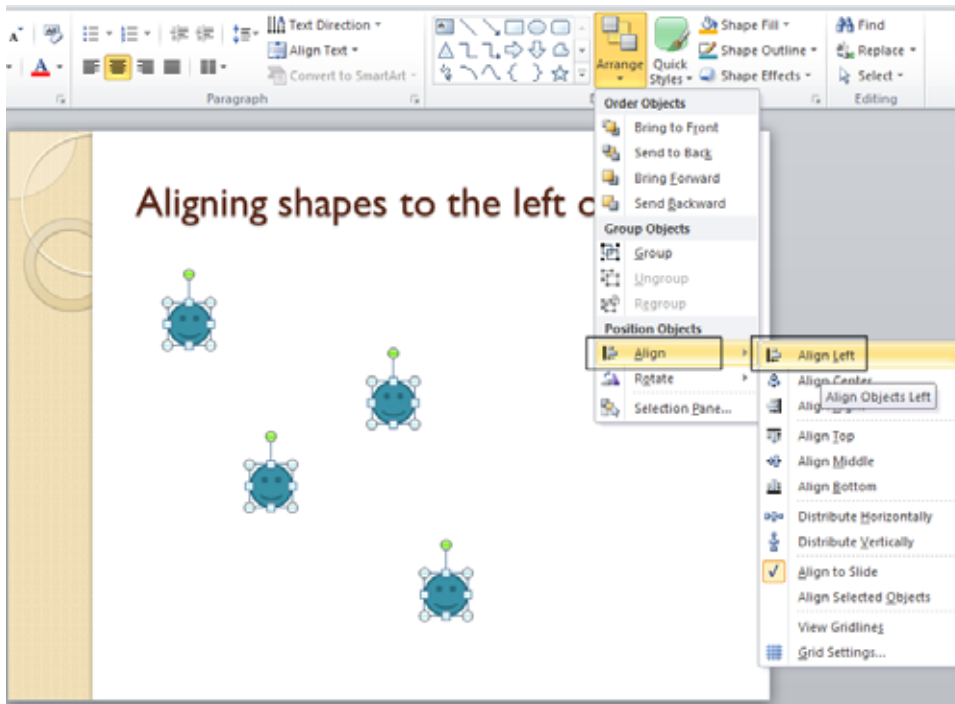 A
Text Direction
Align Text
Convert to SmartArt
Arrange
Quick Styles
Shape Fill
Shape Outline
Shape Effects
Find
Replace
Select
A
Paragraph
Editing
Order Objects
Bring to Front
Send to Back
Bring Forward
Send Backward
Group Objects
Group
Ungroup
Regroup
Position Objects
Align
Rotate
Selection Pane...
Align Left
Align Center
Align Objects Left
Align Top
Align Middle
Align Bottom
Distribute Horizontally
Distribute Vertically
Align to Slide
Align Selected Objects
View Gridlines
Grid Settings...
Aligning shapes to the left